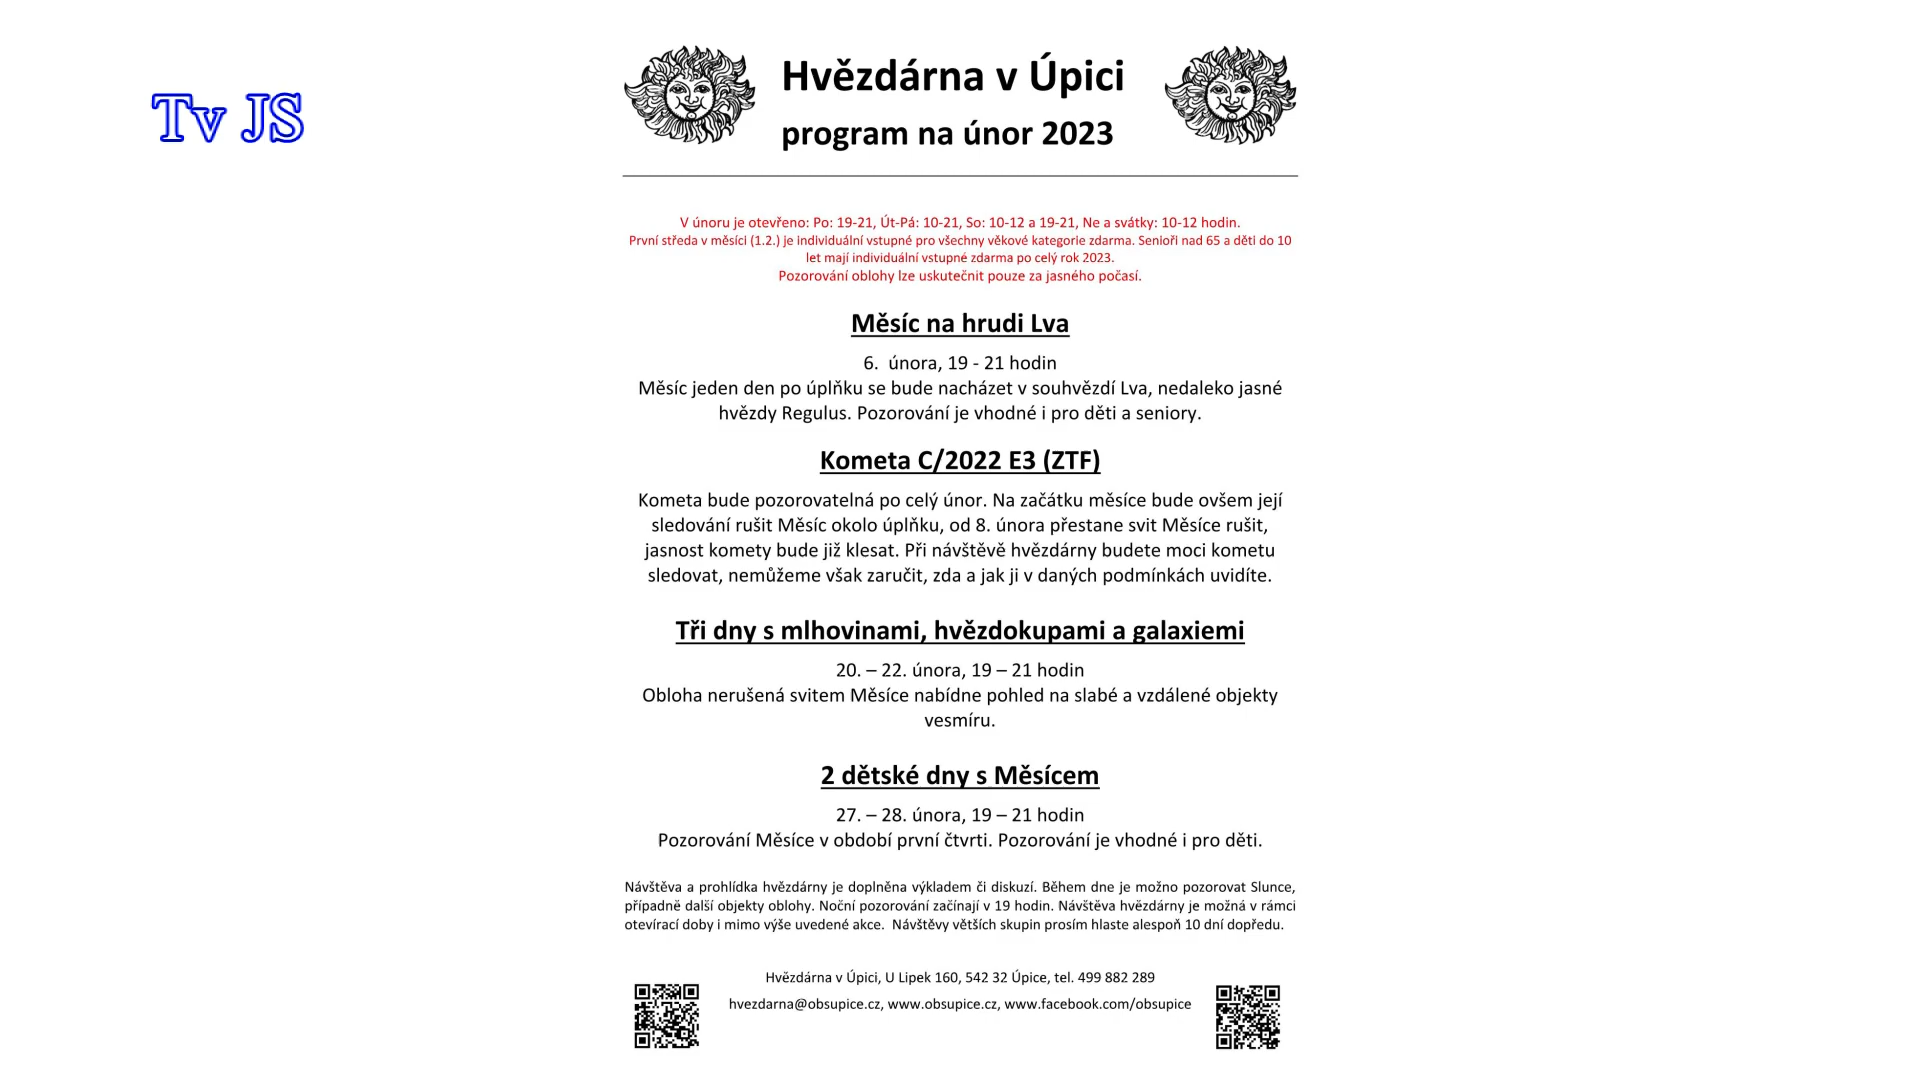 Tv JS
Hvězdárna v Úpici
program na únor 2023
V únoru je otevřeno: Po: 19-21, Út-Pá: 10-21, So: 10-12 a 19-21, Ne a svátky: 10-12 hodin.
První středa v měsíci (1.2.) je individuální vstupné pro všechny věkové kategorie zdarma. Senioři nad 65 a děti do 10
let mají individuální vstupné zdarma po celý rok 2023.
Pozorování oblohy lze uskutečnit pouze za jasného počasí.
Měsíc na hrudi Lva
6.  února, 19 - 21 hodin
Měsíc jeden den po úplňku se bude nacházet v souhvězdí Lva, nedaleko jasné
hvězdy Regulus. Pozorování je vhodné i pro děti a seniory.
Kometa C/2022 E3 (ZTF)
Kometa bude pozorovatelná po celý únor. Na začátku měsíce bude ovšem její
sledování rušit Měsíc okolo úplňku, od 8. února přestane svit Měsíce rušit,
jasnost komety bude již klesat. Při návštěvě hvězdárny budete moci kometu
sledovat, nemůžeme však zaručit, zda a jak ji v daných podmínkách uvidíte.
Tři dny s mlhovinami, hvězdokupami a galaxiemi
20. – 22. února, 19 – 21 hodin
Obloha nerušená svitem Měsíce nabídne pohled na slabé a vzdálené objekty
vesmíru.
2 dětské dny s Měsícem
27. – 28. února, 19 – 21 hodin
Pozorování Měsíce v období první čtvrti. Pozorování je vhodné i pro děti.
Návštěva a prohlídka hvězdárny je doplněna výkladem či diskuzí. Během dne je možno pozorovat Slunce,
případně další objekty oblohy. Noční pozorování začínají v 19 hodin. Návštěva hvězdárny je možná v rámci
otevírací doby i mimo výše uvedené akce.  Návštěvy větších skupin prosím hlaste alespoň 10 dní dopředu.
Hvězdárna v Úpici, U Lipek 160, 542 32 Úpice, tel. 499 882 289
hvezdarna@obsupice.cz, www.obsupice.cz, www.facebook.com/obsupice